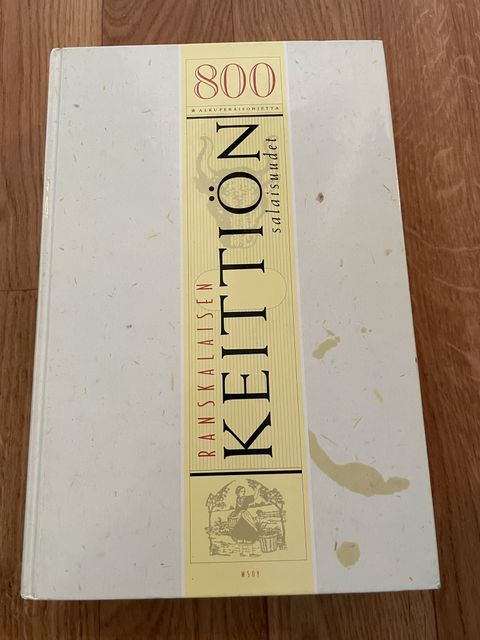 800
★ ALKUPERÄISOHJETTA
RANSKALAISEN
KEITTIÖN
salaisuudet
WSOY